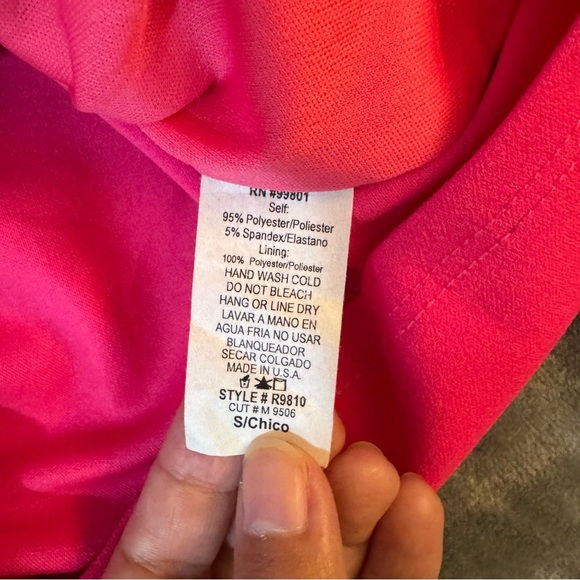 RN #99801
Self:
95% Polyester/Poliester
5% Spandex/Elastano
Lining:
100% Polyester/Poliester
HAND WASH COLD
DO NOT BLEACH
HANG OR LINE DRY
LAVAR A MANO EN
AGUA FRIA NO USAR
BLANQUEADOR
SECAR COLGADO
MADE IN U.S.A.
STYLE # R9810
CUT # M 9506
S/Chico